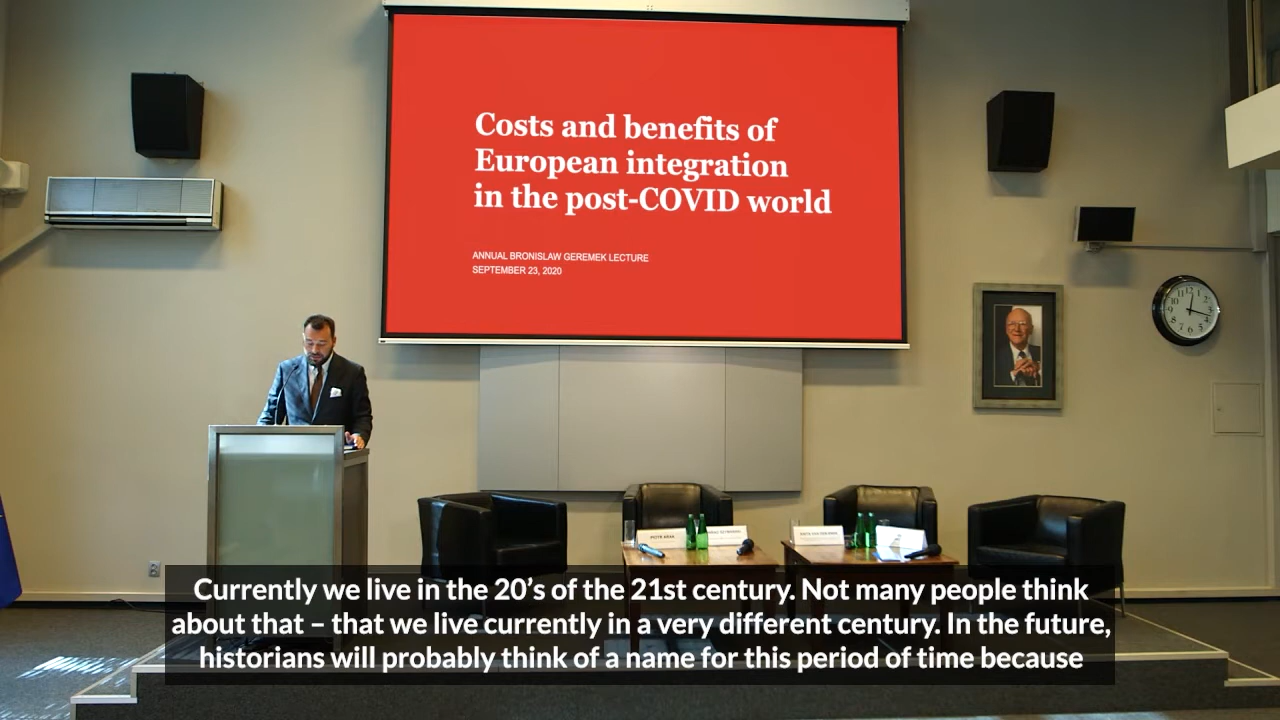 Costs and benefits of
European integration
in the post-COVID world
ANNUAL BRONISLAW GEREMEK LECTURE
SEPTEMBER 23, 2020
Currently we live in the 20’s of the 21st century. Not many people think
about that – that we live currently in a very different century. In the future,
historians will probably think of a name for this period of time because